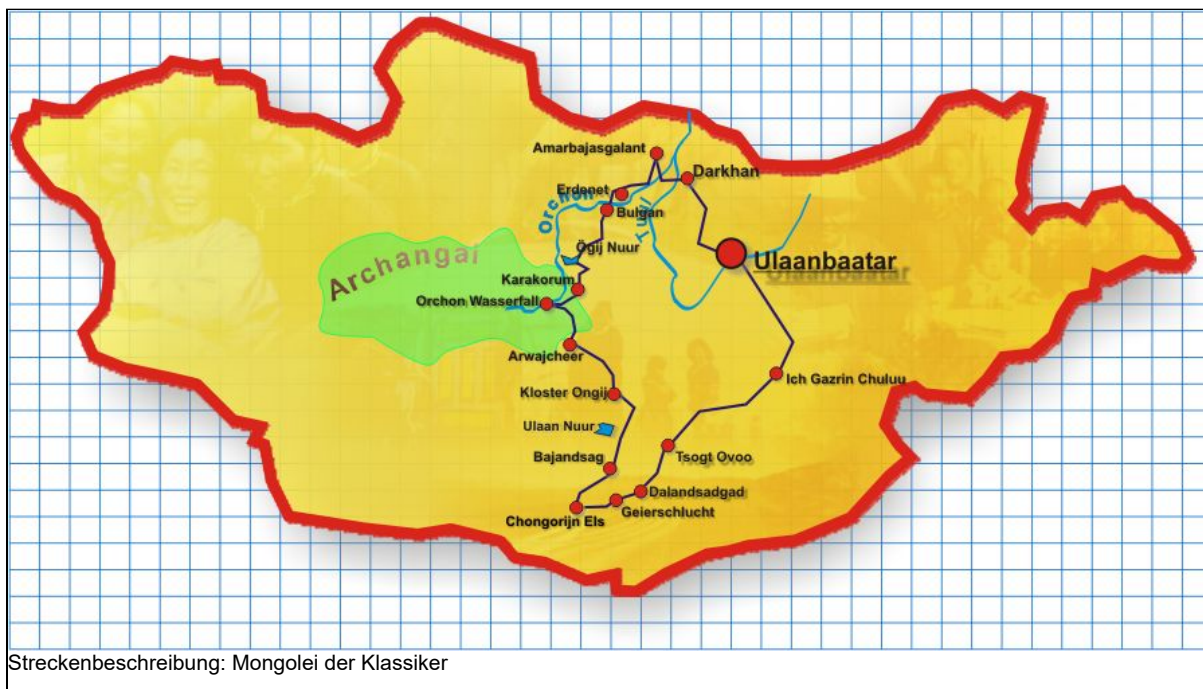 Amarbajasgalant
Darkhan
Erdenet
Orchon
Bulgan
Tuul
Ögij Nuur
Ulaanbaatar
Archangai
Karakorum
Orchon Wasserfall
Arwajcheer
Ich Gazrin Chuluu
Kloster Ongij
Ulaan Nuur
Bajandsag
Tsogt Ovoo
Dalandsadgad
Geierschlucht
Chongorijn Els
Streckenbeschreibung: Mongolei der Klassiker